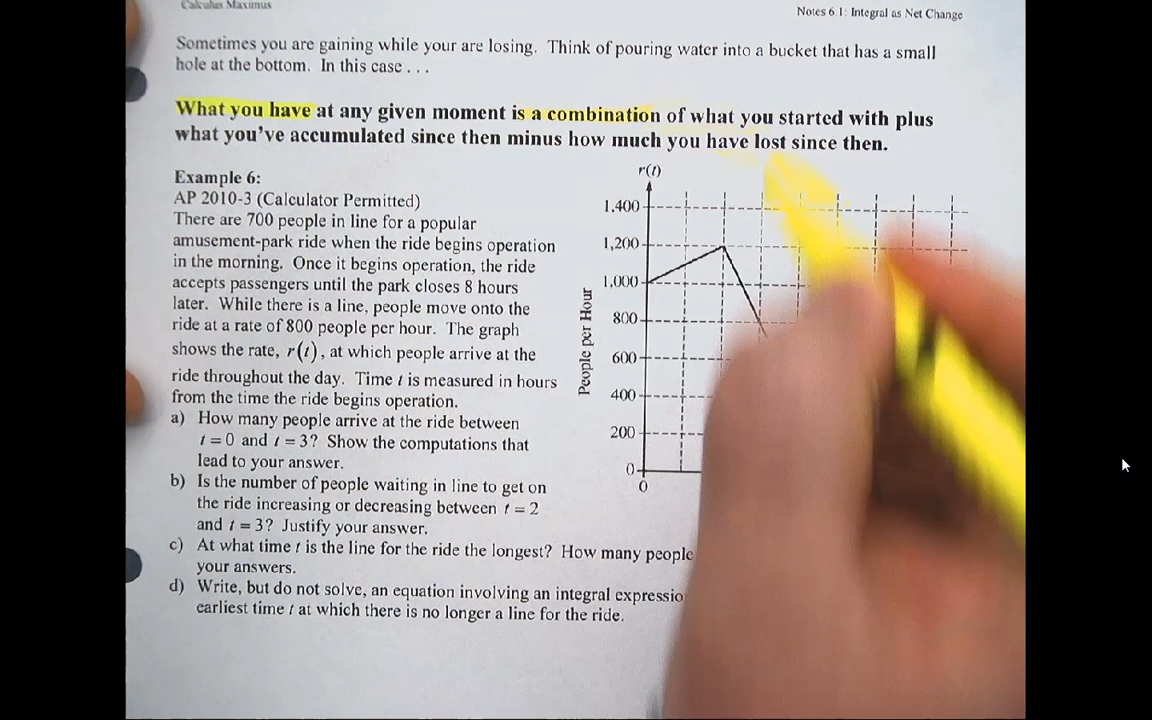 Calculus Maximus
Notes 6.1: Integral as Net Change
Sometimes you are gaining while your are losing. Think of pouring water into a bucket that has a small
hole at the bottom. In this case . . .
What you have at any given moment is a combination of what you started with plus
what you've accumulated since then minus how much you have lost since then.
Example 6:
AP 2010-3 (Calculator Permitted)
There are 700 people in line for a popular
amusement-park ride when the ride begins operation
in the morning. Once it begins operation, the ride
accepts passengers until the park closes 8 hours
later. While there is a line, people move onto the
ride at a rate of 800 people per hour. The graph
shows the rate, r(t), at which people arrive at the
ride throughout the day. Time t is measured in hours
from the time the ride begins operation.
a) How many people arrive at the ride between
t = 0 and t = 3? Show the computations that
lead to your answer.
b) Is the number of people waiting in line to get on
the ride increasing or decreasing between t = 2
and t = 3? Justify your answer.
c) At what time t is the line for the ride the longest? How many people
your answers.
d) Write, but do not solve, an equation involving an integral expressio
earliest time t at which there is no longer a line for the ride.
r(t)
1,400
1,200
1,000
800
600
400
200
0
0
People per Hour